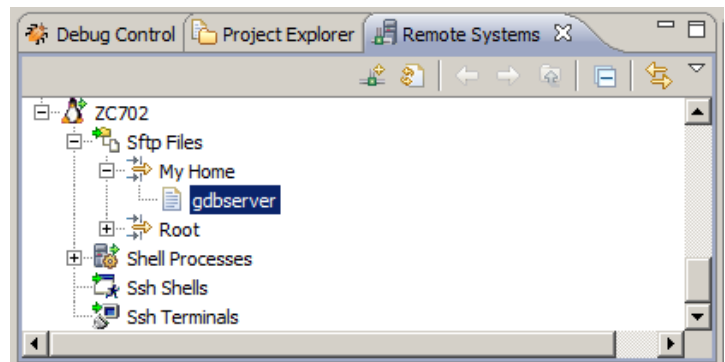 Debug Control Project Explorer Remote Systems
ZC702
Sftp Files
My Home
gdbserver
Root
Shell Processes
Ssh Shells
Ssh Terminals